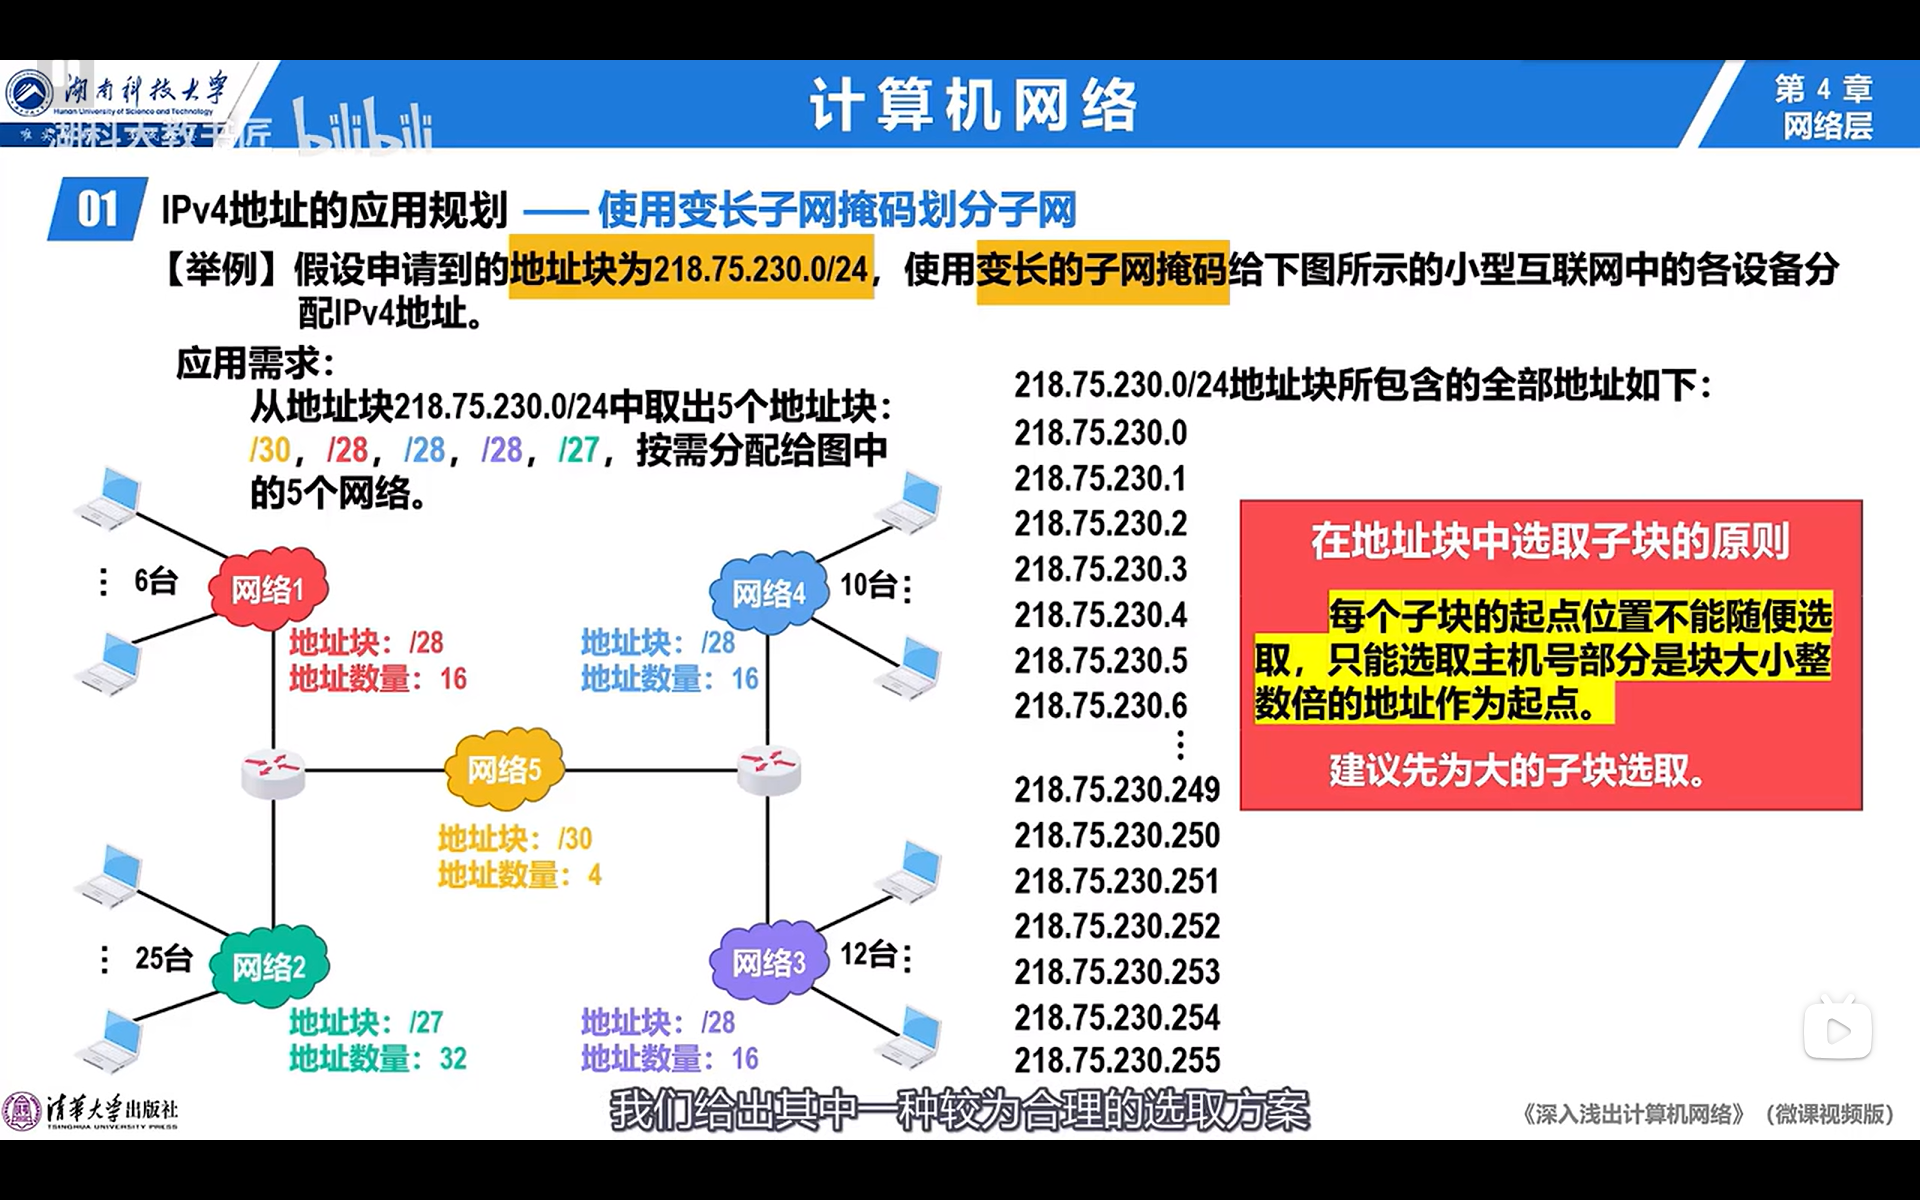 湖南科技大学
Hunan University of Science and Technology
湖科大教书匠 bilibili
计算机网络
第 4 章
网络层
01
IPv4地址的应用规划 —— 使用变长子网掩码划分子网
【举例】假设申请到的地址块为218.75.230.0/24，使用变长的子网掩码给下图所示的小型互联网中的各设备分
配IPv4地址。
应用需求：
从地址块218.75.230.0/24中取出5个地址块：
/30，/28，/28，/28，/27，按需分配给图中
的5个网络。
6台
网络1
地址块：/28
地址数量：16
网络4
10台
地址块：/28
地址数量：16
网络5
地址块：/30
地址数量：4
25台
网络2
地址块：/27
地址数量：32
网络3
12台
地址块：/28
地址数量：16
218.75.230.0/24地址块所包含的全部地址如下：
218.75.230.0
218.75.230.1
218.75.230.2
218.75.230.3
218.75.230.4
218.75.230.5
218.75.230.6
⋮
218.75.230.249
218.75.230.250
218.75.230.251
218.75.230.252
218.75.230.253
218.75.230.254
218.75.230.255
在地址块中选取子块的原则
每个子块的起点位置不能随便选
取，只能选取主机号部分是块大小整
数倍的地址作为起点。
建议先为大的子块选取。
我们给出其中一种较为合理的选取方案
清华大学出版社
TSINGHUA UNIVERSITY PRESS
《深入浅出计算机网络》（微课视频版）